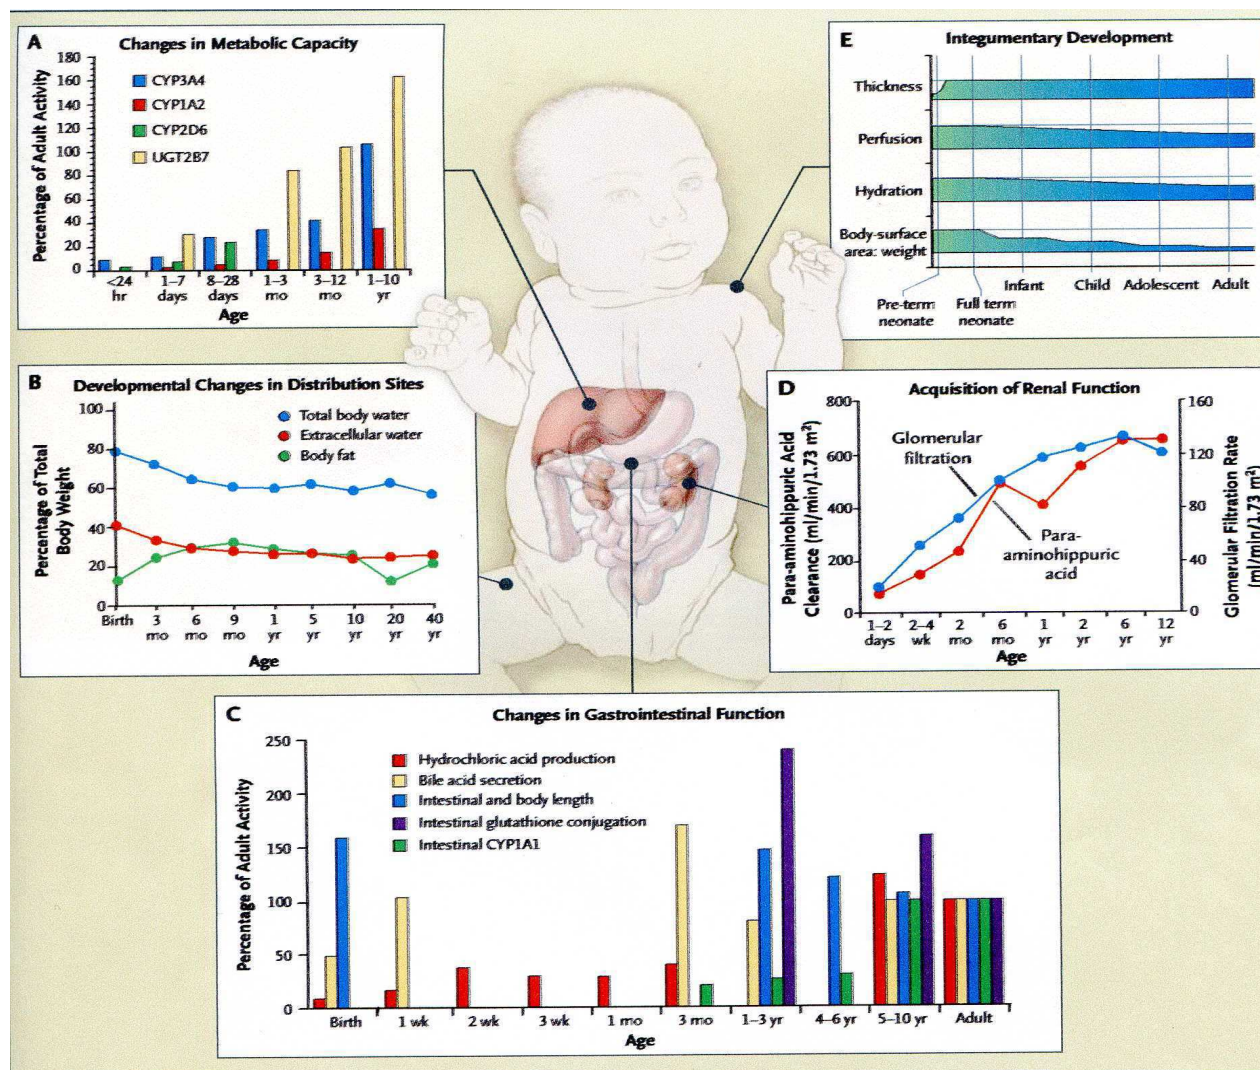 A
Changes in Metabolic Capacity
Percentage of Adult Activity
180
160
140
120
100
80
60
40
20
0
CYP3A4
CYP1A2
CYP2D6
UGT2B7
<24 hr
1–7 days
8–28 days
1–3 mo
3–12 mo
1–10 yr
Age
E
Integumentary Development
Thickness
Perfusion
Hydration
Body-surface
area: weight
Pre-term
neonate
Full term
neonate
Infant
Child
Adolescent
Adult
B
Developmental Changes in Distribution Sites
Percentage of Total
Body Weight
100
80
60
40
20
0
Total body water
Extracellular water
Body fat
Birth
3 mo
6 mo
9 mo
1 yr
5 yr
10 yr
20 yr
40 yr
Age
D
Acquisition of Renal Function
Para-aminohippuric Acid
Clearance (ml/min/1.73 m²)
800
600
400
200
0
Glomerular
filtration
Para-
aminohippuric
acid
160
120
80
40
0
Glomerular Filtration Rate
(ml/min/1.73 m²)
1–2 days
2–4 wk
2 mo
6 mo
1 yr
2 yr
6 yr
12 yr
Age
C
Changes in Gastrointestinal Function
Percentage of Adult Activity
250
200
150
100
50
0
Hydrochloric acid production
Bile acid secretion
Intestinal and body length
Intestinal glutathione conjugation
Intestinal CYP1A1
Birth
1 wk
2 wk
3 wk
1 mo
3 mo
1–3 yr
4–6 yr
5–10 yr
Adult
Age